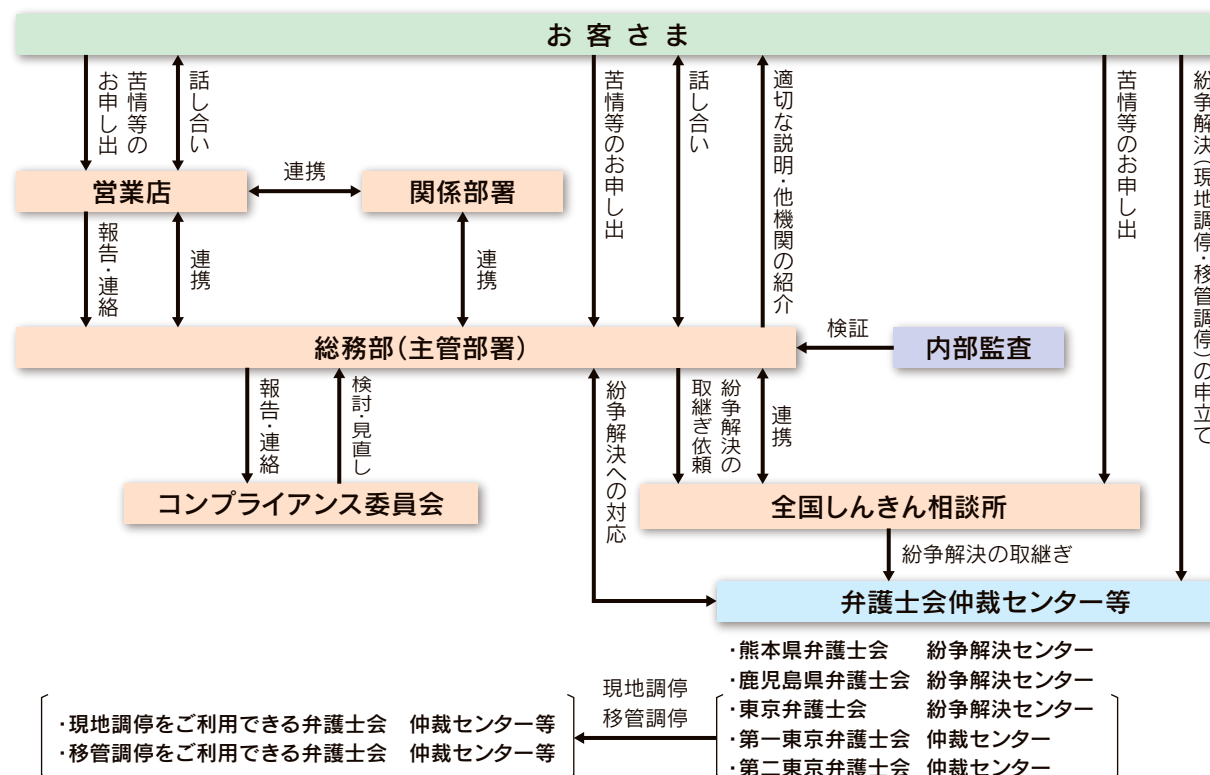 お客さま
苦情等の
お申し出
話し合い
苦情等のお申し出
話し合い
適切な説明・他機関の紹介
苦情等のお申し出
紛争解決(現地調停・移管調停)の申立て
営業店
連携
関係部署
報告・連絡
連携
連携
総務部(主管部署)
検証
内部監査
報告・連絡
検討・見直し
紛争解決への対応
紛争解決の
取継ぎ依頼
連携
コンプライアンス委員会
全国しんきん相談所
紛争解決の取継ぎ
弁護士会仲裁センター等
・熊本県弁護士会 紛争解決センター
・鹿児島県弁護士会 紛争解決センター
・東京弁護士会 紛争解決センター
・第一東京弁護士会 仲裁センター
・第二東京弁護士会 仲裁センター
現地調停
移管調停
・現地調停をご利用できる弁護士会 仲裁センター等
・移管調停をご利用できる弁護士会 仲裁センター等